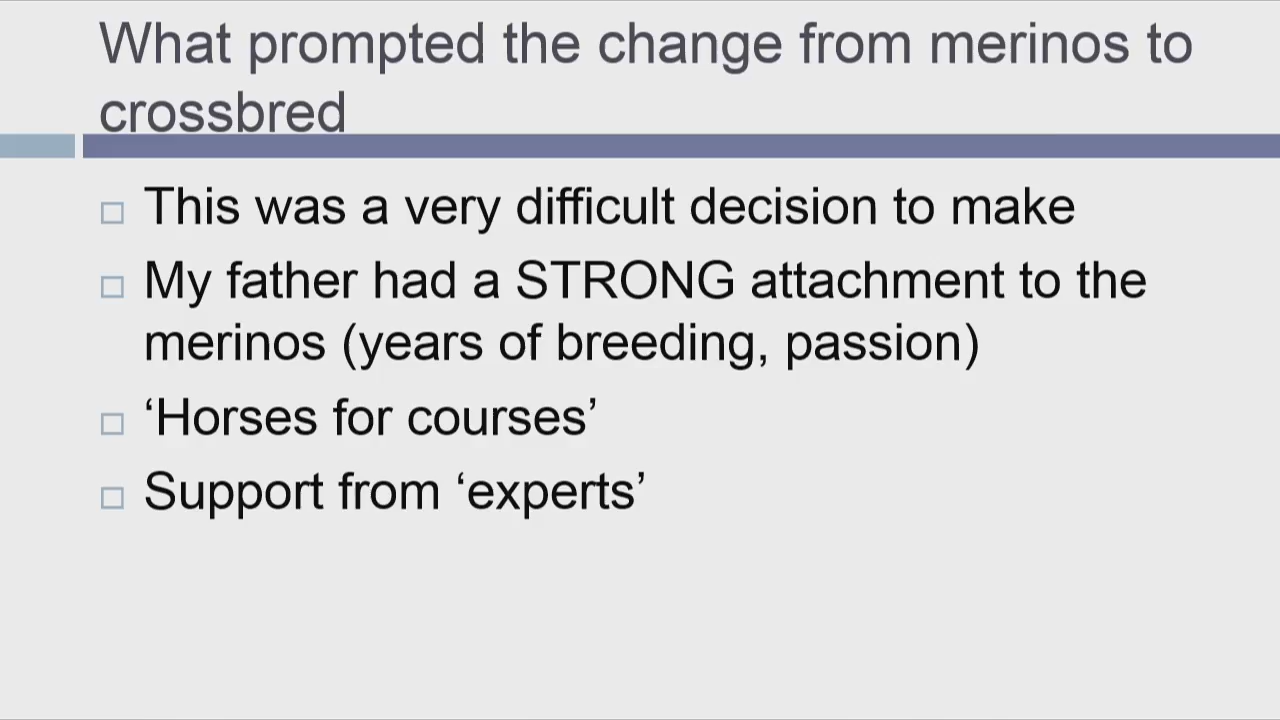 What prompted the change from merinos to
crossbred
This was a very difficult decision to make
My father had a STRONG attachment to the
merinos (years of breeding, passion)
‘Horses for courses’
Support from ‘experts’